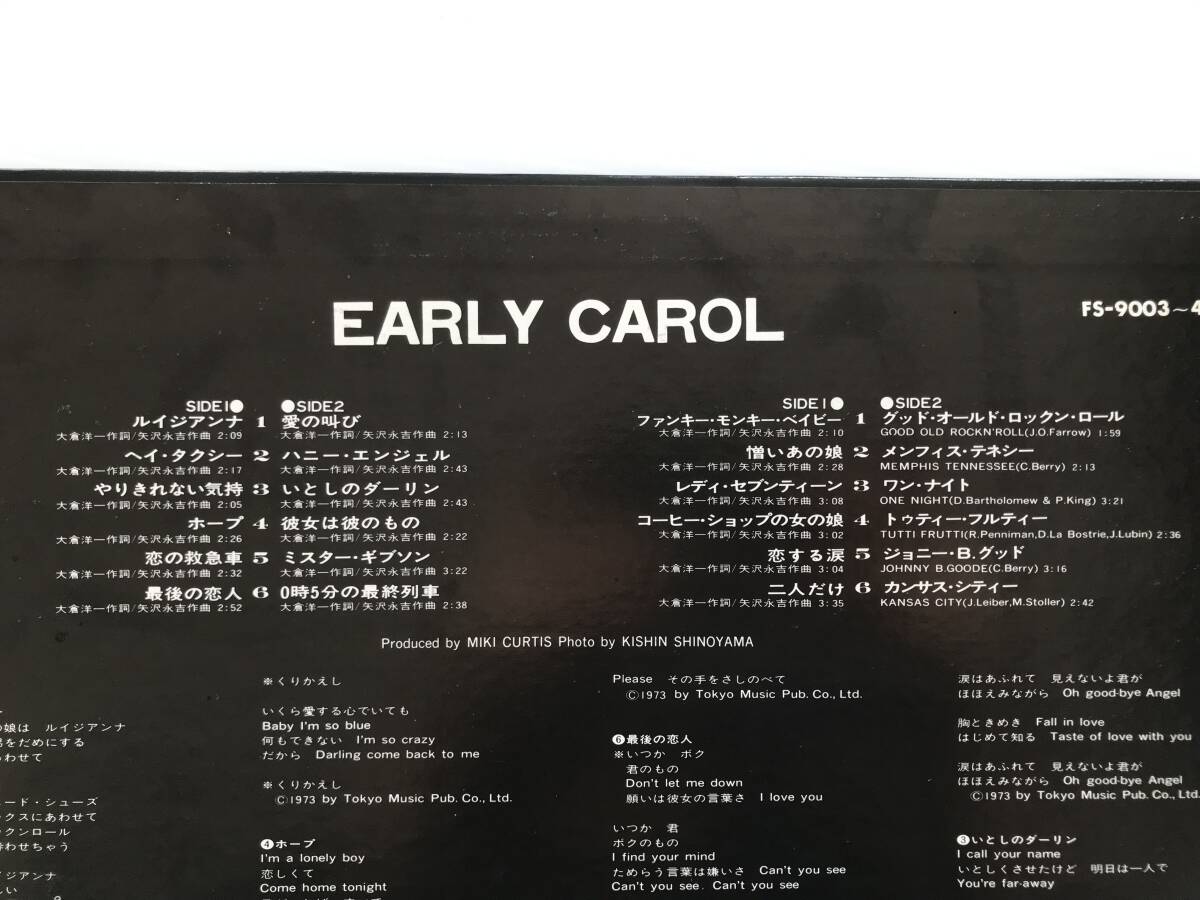 EARLY CAROL
FS-9003～4
SIDE1●
ルイジアンナ 1
大倉洋一作詞/矢沢永吉作曲 2:09
ヘイ・タクシー 2
大倉洋一作詞/矢沢永吉作曲 2:17
やりきれない気持 3
大倉洋一作詞/矢沢永吉作曲 2:05
ホープ 4
大倉洋一作詞/矢沢永吉作曲 2:26
恋の救急車 5
大倉洋一作詞/矢沢永吉作曲 2:32
最後の恋人 6
大倉洋一作詞/矢沢永吉作曲 2:52
●SIDE2
愛の叫び
大倉洋一作詞/矢沢永吉作曲 2:13
ハニー・エンジェル
大倉洋一作詞/矢沢永吉作曲 2:43
いとしのダーリン
大倉洋一作詞/矢沢永吉作曲 2:43
彼女は彼のもの
大倉洋一作詞/矢沢永吉作曲 2:22
ミスター・ギブソン
大倉洋一作詞/矢沢永吉作曲 3:22
0時5分の最終列車
大倉洋一作詞/矢沢永吉作曲 2:38
SIDE1●
ファンキー・モンキー・ベイビー 1
大倉洋一作詞/矢沢永吉作曲 2:10
憎いあの娘 2
大倉洋一作詞/矢沢永吉作曲 2:28
レディ・セブンティーン 3
大倉洋一作詞/矢沢永吉作曲 3:08
コーヒー・ショップの女の娘 4
大倉洋一作詞/矢沢永吉作曲 3:02
恋する涙 5
大倉洋一作詞/矢沢永吉作曲 3:04
二人だけ 6
大倉洋一作詞/矢沢永吉作曲 3:35
●SIDE2
グッド・オールド・ロックン・ロール
GOOD OLD ROCKN'ROLL(J.O.Farrow) 1:59
メンフィス・テネシー
MEMPHIS TENNESSEE(C.Berry) 2:13
ワン・ナイト
ONE NIGHT(D.Bartholomew & P.King) 3:21
トゥティー・フルティー
TUTTI FRUTTI(R.Penniman,D.La Bostrie,J.Lubin) 2:36
ジョニー・B.グッド
JOHNNY B.GOODE(C.Berry) 3:16
カンサス・シティー
KANSAS CITY(J.Leiber,M.Stoller) 2:42
Produced by MIKI CURTIS Photo by KISHIN SHINOYAMA
の娘は ルイジアンナ
をだめにする
わせて
ード・シューズ
クスにあわせて
ックンロール
わせちゃう
イジアンナ
しい
※くりかえし
いくら愛する心でいても
Baby I'm so blue
何もできない I'm so crazy
だから Darling come back to me
※くりかえし
©1973 by Tokyo Music Pub. Co., Ltd.
❹ホープ
I'm a lonely boy
恋しくて
Come home tonight
Please その手をさしのべて
©1973 by Tokyo Music Pub. Co., Ltd.
❻最後の恋人
※いつか ボク
君のもの
Don't let me down
願いは彼女の言葉さ I love you
いつか 君
ボクのもの
I find your mind
ためらう言葉は嫌いさ Can't you see
Can't you see. Can't you see
涙はあふれて 見えないよ君が
ほほえみながら Oh good-bye Angel
胸ときめき Fall in love
はじめて知る Taste of love with you
涙はあふれて 見えないよ君が
ほほえみながら Oh good-bye Angel
©1973 by Tokyo Music Pub. Co., Ltd.
❸いとしのダーリン
I call your name
いとしくさせたけど 明日は一人で
You're far-away